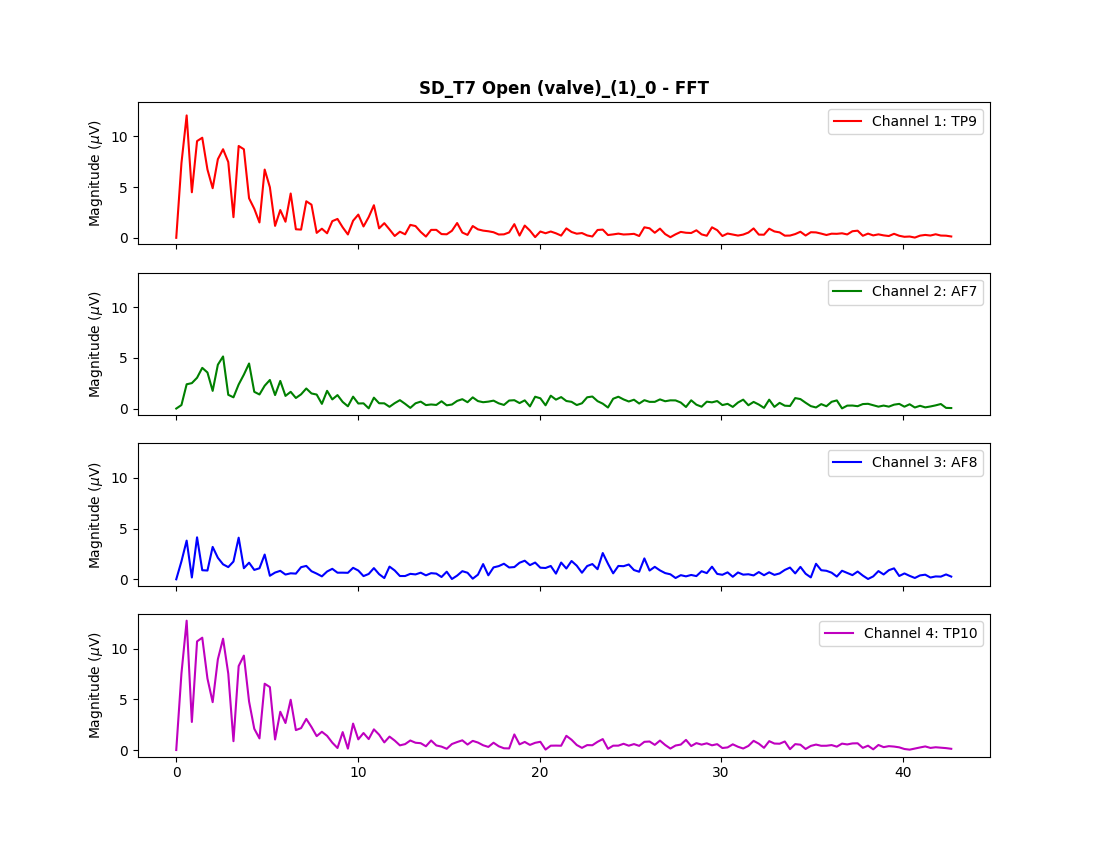 SD_T7 Open (valve)_(1)_0 - FFT
Magnitude (μV)
10
5
0
Channel 1: TP9
Magnitude (μV)
10
5
0
Channel 2: AF7
Magnitude (μV)
10
5
0
Channel 3: AF8
Magnitude (μV)
10
5
0
Channel 4: TP10
0 10 20 30 40